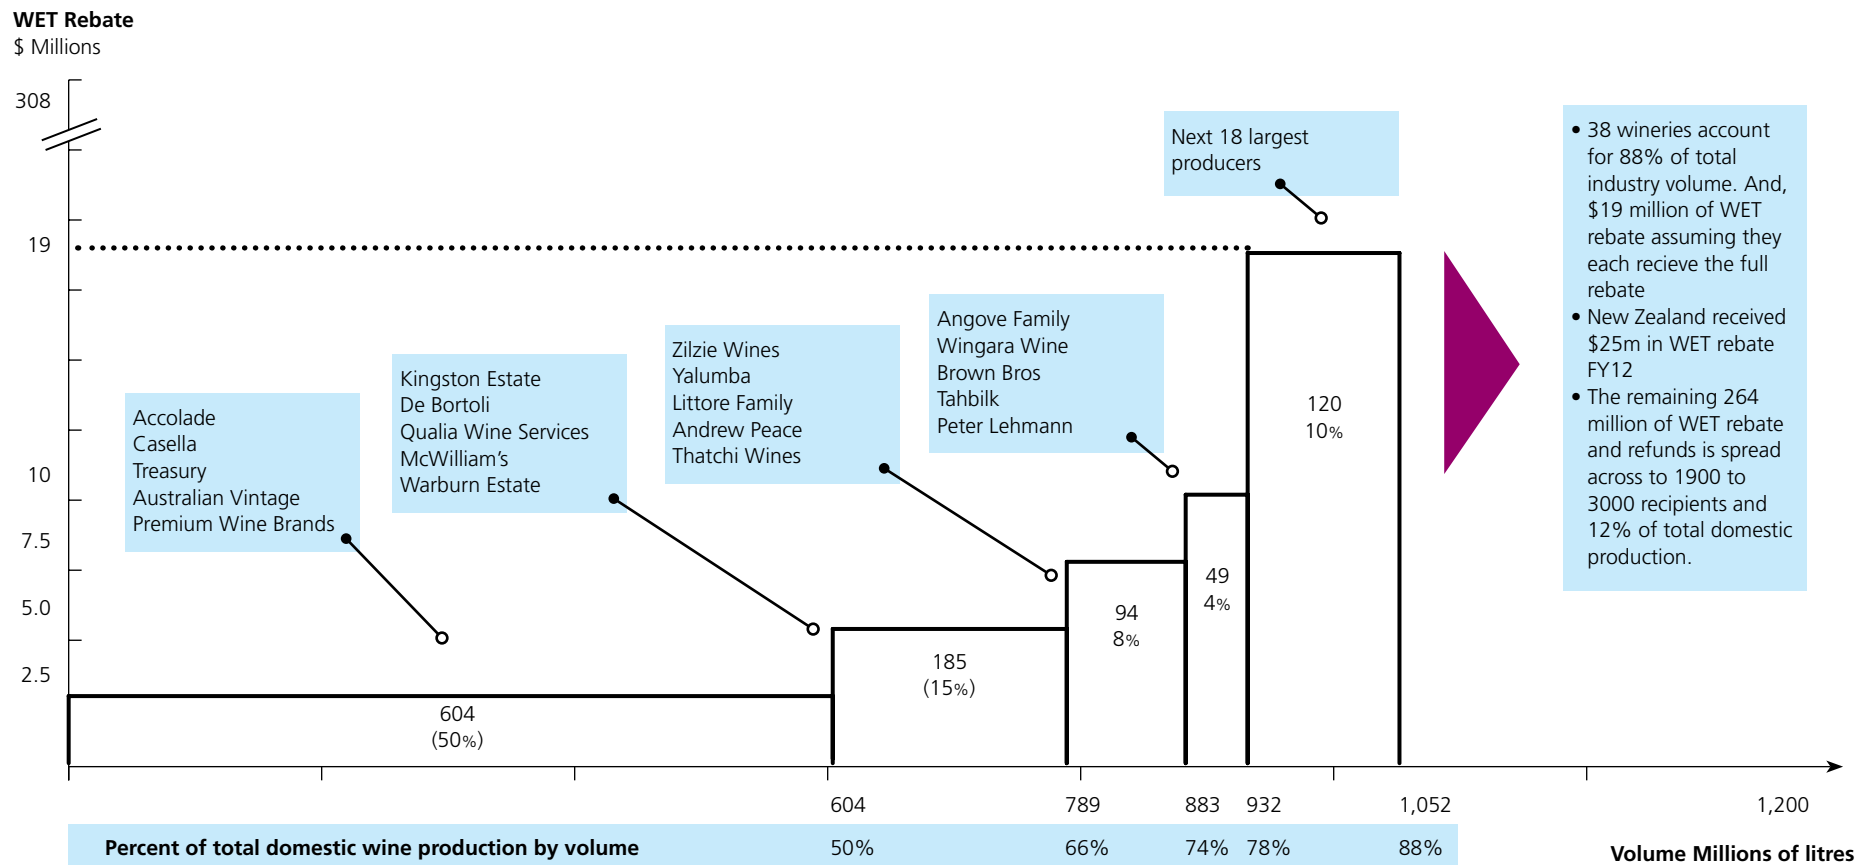 WET Rebate
$ Millions
308
19
10
7.5
5.0
2.5
Accolade
Casella
Treasury
Australian Vintage
Premium Wine Brands
Kingston Estate
De Bortoli
Qualia Wine Services
McWilliam’s
Warburn Estate
Zilzie Wines
Yalumba
Littore Family
Andrew Peace
Thatchi Wines
Angove Family
Wingara Wine
Brown Bros
Tahbilk
Peter Lehmann
Next 18 largest
producers
604
(50%)
185
(15%)
94
8%
49
4%
120
10%
• 38 wineries account
for 88% of total
industry volume. And,
$19 million of WET
rebate assuming they
each recieve the full
rebate
• New Zealand received
$25m in WET rebate
FY12
• The remaining 264
million of WET rebate
and refunds is spread
across to 1900 to
3000 recipients and
12% of total domestic
production.
604 789 883 932 1,052 1,200
Percent of total domestic wine production by volume 50% 66% 74% 78% 88%
Volume Millions of litres